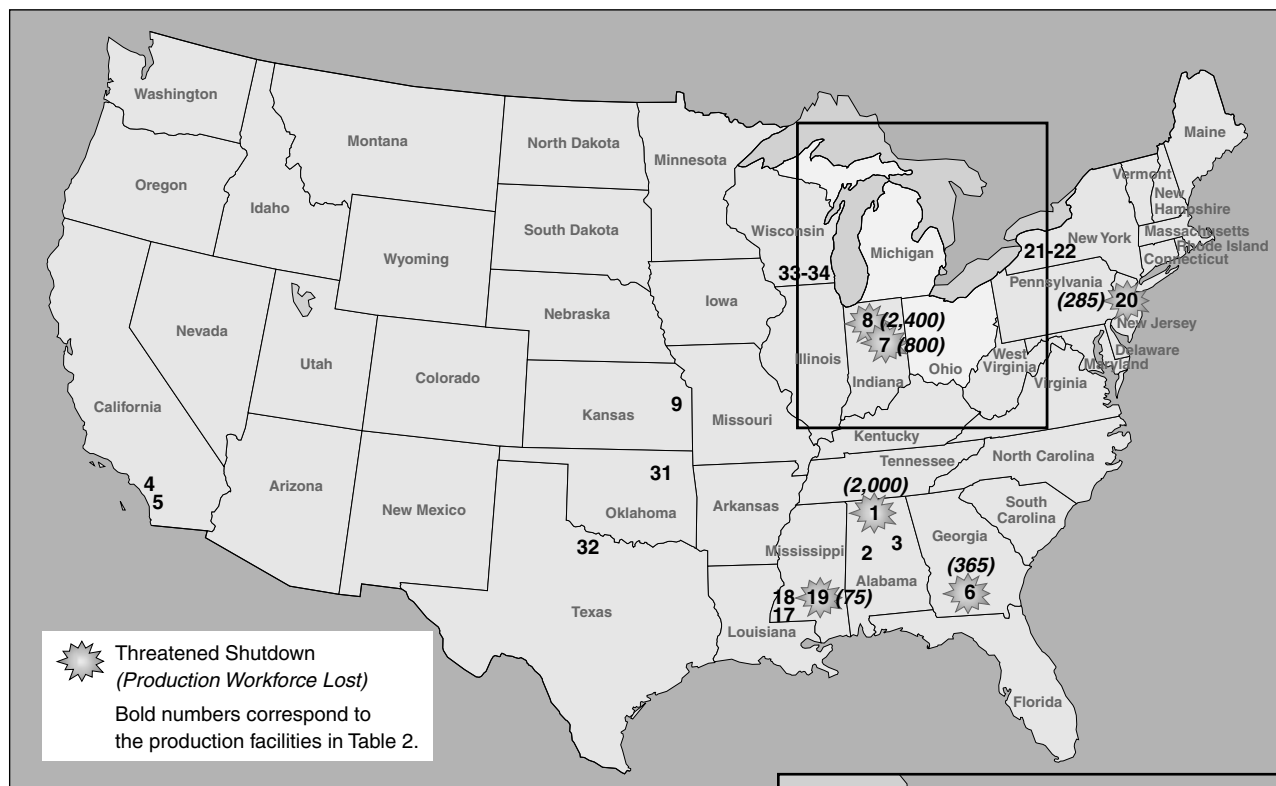 Washington
Montana
North Dakota
Minnesota
Maine
Oregon
Idaho
South Dakota
Wisconsin
Michigan
Vermont
New
Hampshire
New York
Massachusetts
Rhode Island
Connecticut
21-22
Wyoming
33-34
Pennsylvania
(285) 20
New Jersey
Iowa
Nebraska
8 (2,400)
7 (800)
Nevada
Utah
Colorado
Illinois
Indiana
Ohio
West
Virginia
Virginia
Delaware
Maryland
California
Kansas
9
Missouri
Kentucky
4
5
Arizona
New Mexico
31
Oklahoma
32
Arkansas
Tennessee
(2,000)
North Carolina
South
Carolina
1
2
3
Mississippi
Alabama
Georgia
(365)
6
18
17
19 (75)
Texas
Louisiana
Florida
Threatened Shutdown
(Production Workforce Lost)
Bold numbers correspond to
the production facilities in Table 2.